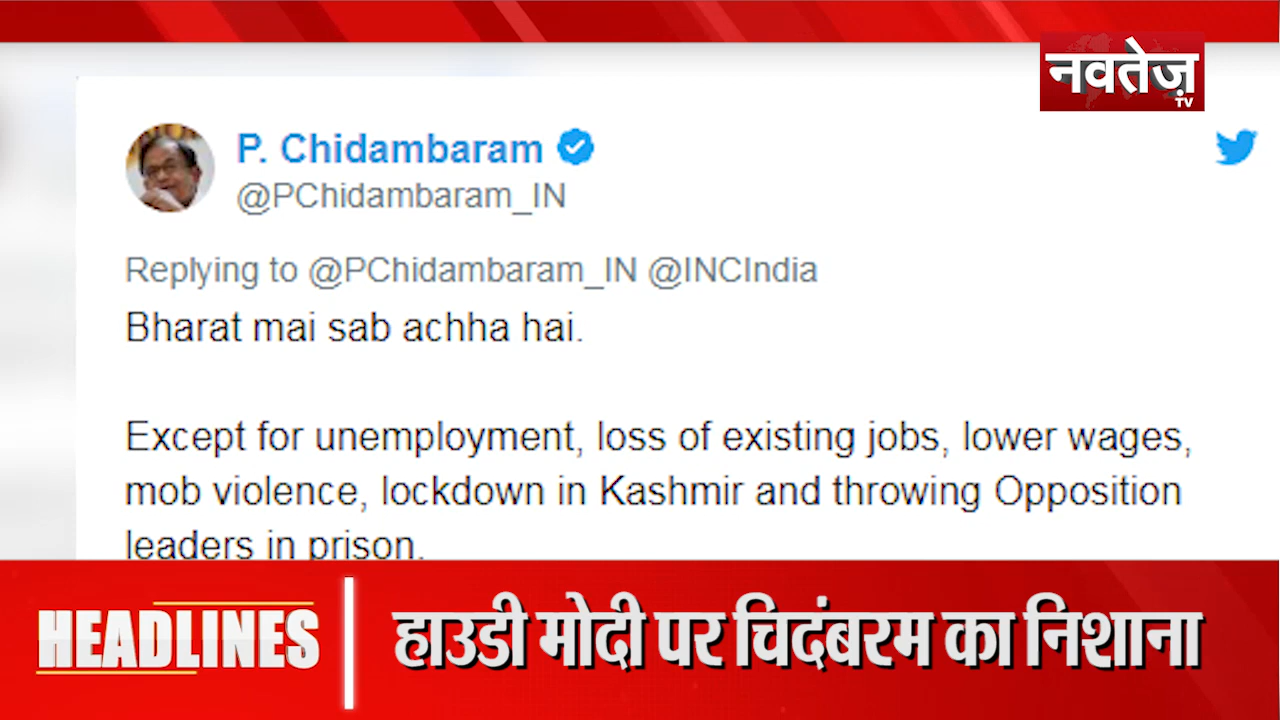 नवतेज़
TV
P. Chidambaram
@PChidambaram_IN
Replying to @PChidambaram_IN @INCIndia
Bharat mai sab achha hai.
Except for unemployment, loss of existing jobs, lower wages,
mob violence, lockdown in Kashmir and throwing Opposition
leaders in prison.
HEADLINES
हाउडी मोदी पर चिदंबरम का निशाना